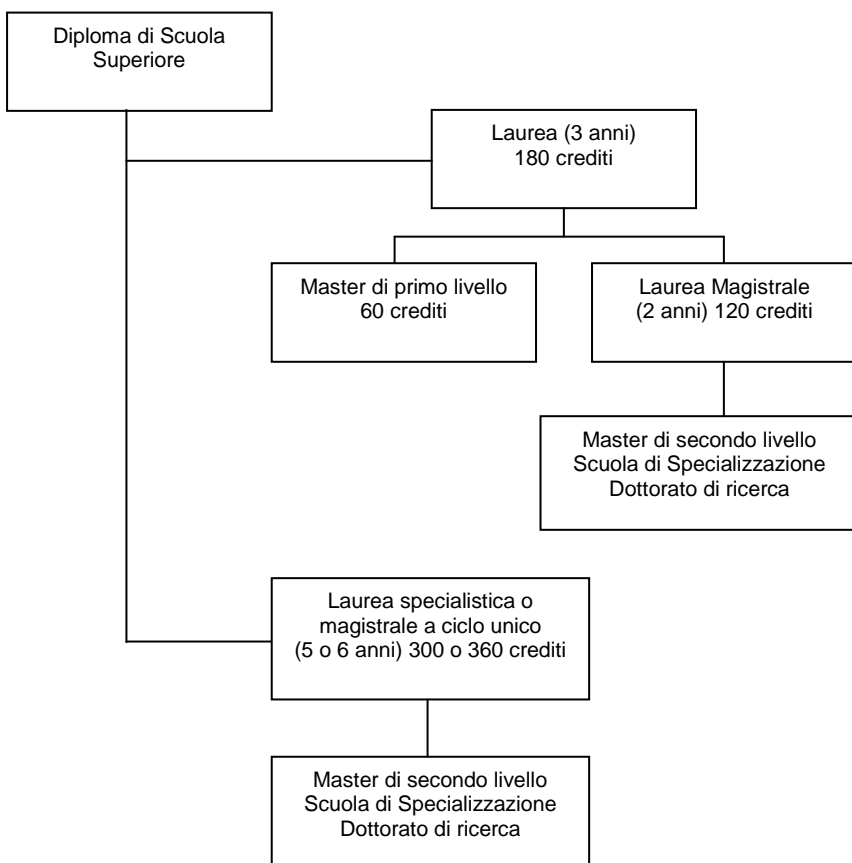 Diploma di Scuola
Superiore
Laurea (3 anni)
180 crediti
Master di primo livello
60 crediti
Laurea Magistrale
(2 anni) 120 crediti
Master di secondo livello
Scuola di Specializzazione
Dottorato di ricerca
Laurea specialistica o
magistrale a ciclo unico
(5 o 6 anni) 300 o 360 crediti
Master di secondo livello
Scuola di Specializzazione
Dottorato di ricerca